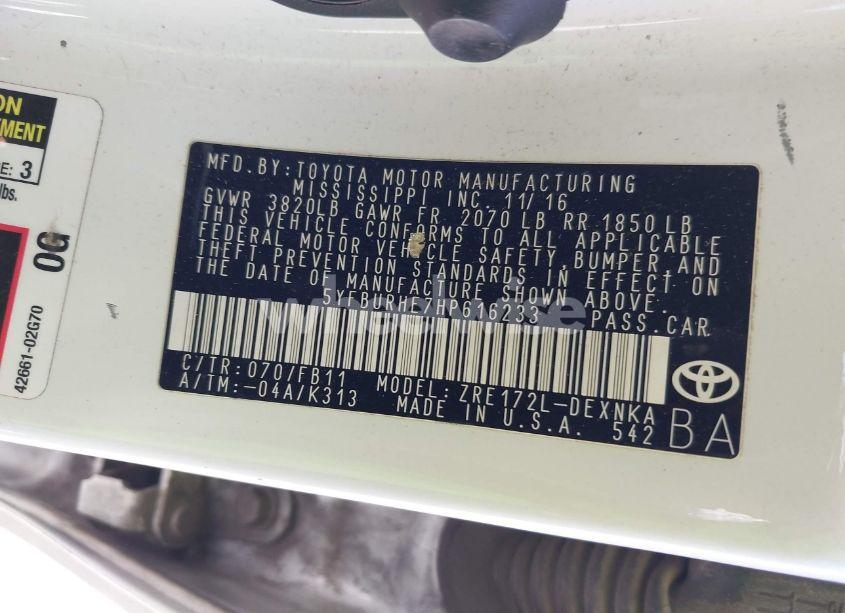 ON
TEMENT
E: 3
lbs.
0G
42661-02G70
MFD. BY: TOYOTA MOTOR MANUFACTURING
MISSISSIPPI INC. 11/16
GVWR 3820LB GAWR FR 2070 LB RR 1850 LB
THIS VEHICLE CONFORMS TO ALL APPLICABLE
FEDERAL MOTOR VEHICLE SAFETY, BUMPER, AND
THEFT PREVENTION STANDARDS IN EFFECT ON
THE DATE OF MANUFACTURE SHOWN ABOVE.
5YFBURHE7HP616233 PASS. CAR
C/TR: 070/FB11 MODEL: ZRE172L-DEXNKA
A/TM: -04A/K313 MADE IN U.S.A. 542
BA